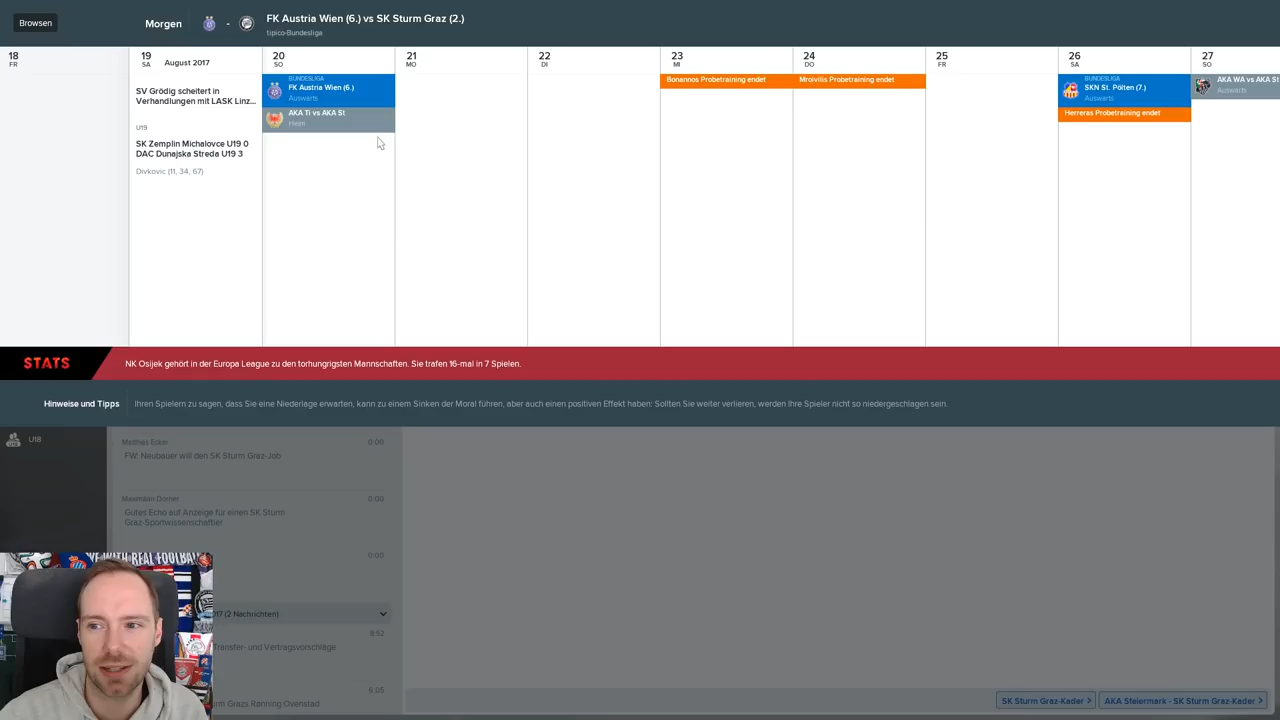 Browsen
Morgen
-
FK Austria Wien (6.) vs SK Sturm Graz (2.)
tipico-Bundesliga
18
FR
19
SA
August 2017
20
SO
21
MO
22
DI
23
MI
24
DO
25
FR
26
SA
27
SO
SV Grödig scheitert in
Verhandlungen mit LASK Linz...
U19
SK Zemplin Michalovce U19 0
DAC Dunajska Streda U19 3
Divkovic (11, 34, 67)
BUNDESLIGA
FK Austria Wien (6.)
Auswärts
AKA Ti vs AKA St
Heim
Bonannos Probetraining endet
Mroivilis Probetraining endet
BUNDESLIGA
SKN St. Pölten (7.)
Auswärts
Herreras Probetraining endet
AKA WA vs AKA St
Auswärts
STATS
NK Osijek gehört in der Europa League zu den torhungrigsten Mannschaften. Sie trafen 16-mal in 7 Spielen.
Hinweise und Tipps
Ihren Spielern zu sagen, dass Sie eine Niederlage erwarten, kann zu einem Sinken der Moral führen, aber auch einen positiven Effekt haben: Sollten Sie weiter verlieren, werden Ihre Spieler nicht so niedergeschlagen sein.
U18
Matthias Ecker
0:00
FW: Neubauer will den SK Sturm Graz-Job
Maximilian Dorner
0:00
Gutes Echo auf Anzeige für einen SK Sturm
Graz-Sportwissenschaftler
0:00
017 (2 Nachrichten)
8:52
Transfer- und Vertragsvorschläge
6:05
urm Grazs Rønning Ovenstad
SK Sturm Graz-Kader
AKA Steiermark - SK Sturm Graz-Kader